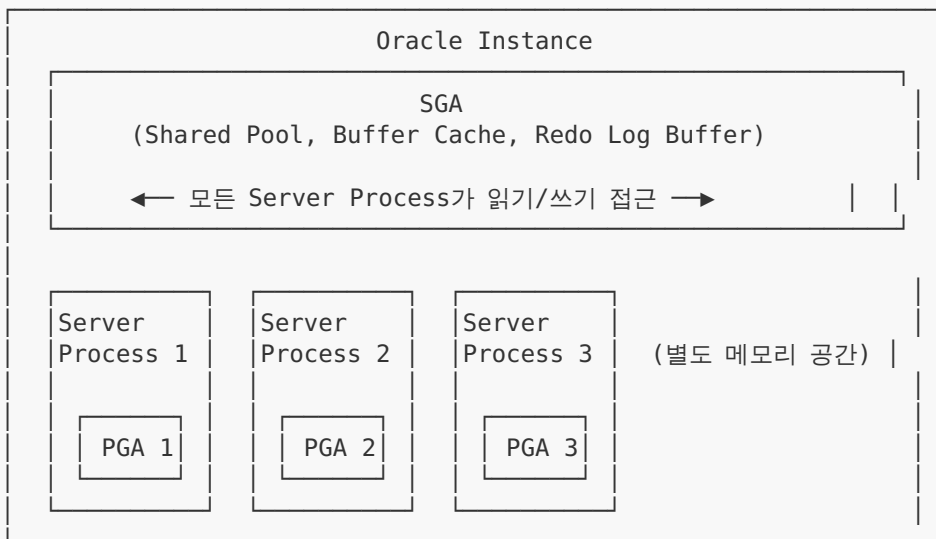 Oracle Instance
SGA
(Shared Pool, Buffer Cache, Redo Log Buffer)
◀── 모든 Server Process가 읽기/쓰기 접근 ──▶
Server Server Server
Process 1 Process 2 Process 3 (별도 메모리 공간)
PGA 1 PGA 2 PGA 3